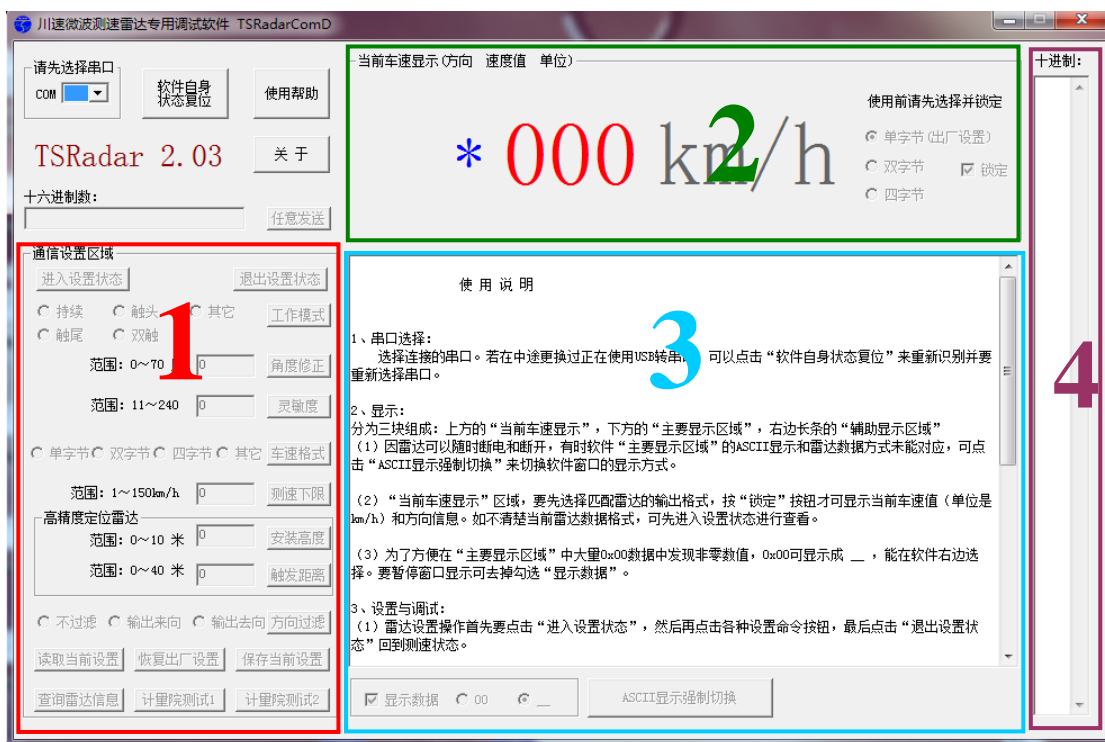 川速微波测速雷达专用调试软件 TSRadarComD
请先选择串口
COM
软件自身
状态复位
使用帮助
TSRadar 2.03
关于
十六进制数:
任意发送
通信设置区域
进入设置状态 退出设置状态
持续 触头 其它 工作模式
触尾 双触
范围: 0~70 0 角度修正
范围: 11~240 0 灵敏度
单字节 双字节 四字节 其它 车速格式
范围: 1~150km/h 0 测速下限
高精度定位雷达
范围: 0~10 米 0 安装高度
范围: 0~40 米 0 触发距离
不过滤 输出来向 输出去向 方向过滤
读取当前设置 恢复出厂设置 保存当前设置
查询雷达信息 计量院测试1 计量院测试2
1
当前车速显示(方向 速度值 单位)
* 000 km/h
使用前请先选择并锁定
单字节(出厂设置)
双字节 锁定
四字节
2
使 用 说 明
1、串口选择:
选择连接的串口。若在中途更换过正在使用USB转串 可以点击“软件自身状态复位”来重新识别并要
重新选择串口。
2、显示:
分为三块组成: 上方的“当前车速显示”, 下方的“主要显示区域”, 右边长条的“辅助显示区域”
(1) 因雷达可以随时断电和断开, 有时软件“主要显示区域”的ASCII显示和雷达数据方式未能对应, 可点
击“ASCII显示强制切换”来切换软件窗口的显示方式。
(2) “当前车速显示”区域, 要先选择匹配雷达的输出格式, 按“锁定”按钮才可显示当前车速值(单位是
km/h)和方向信息。如不清楚当前雷达数据格式, 可先进入设置状态进行查看。
(3) 为了方便在“主要显示区域”中大量0x00数据中发现非零数值, 0x00可显示成 __ , 能在软件右边选
择。要暂停窗口显示可去掉勾选“显示数据”。
3、设置与调试:
(1) 雷达设置操作首先要点击“进入设置状态”, 然后再点击各种设置命令按钮, 最后点击“退出设置状
态”回到测速状态。
3
显示数据 00 __ ASCII显示强制切换
十进制:
4